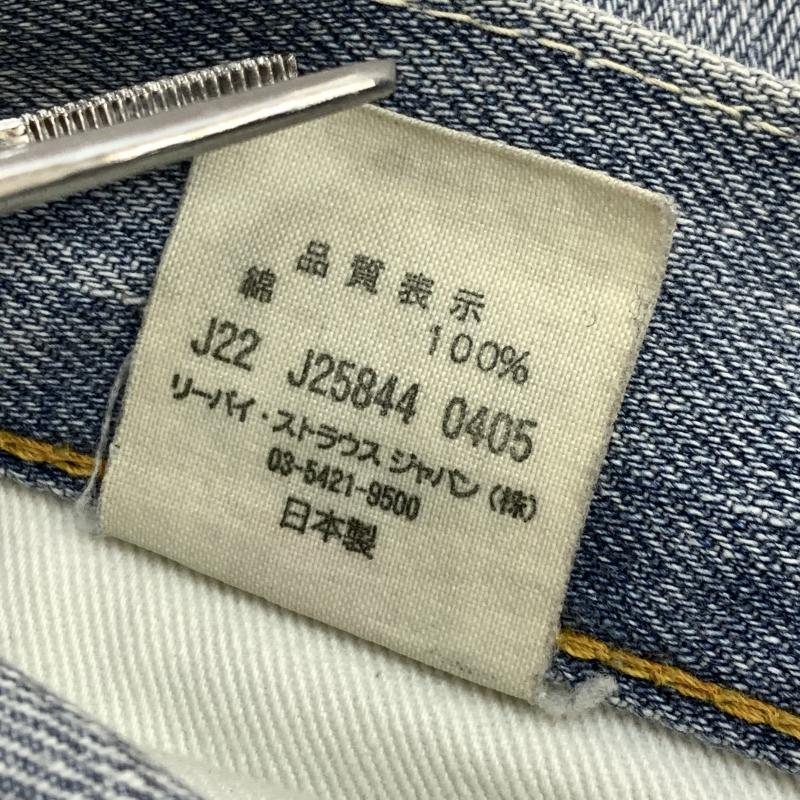 品質表示
綿 100%
J22 J25844 0405
リーバイ・ストラウス ジャパン(株)
03-5421-9500
日本製